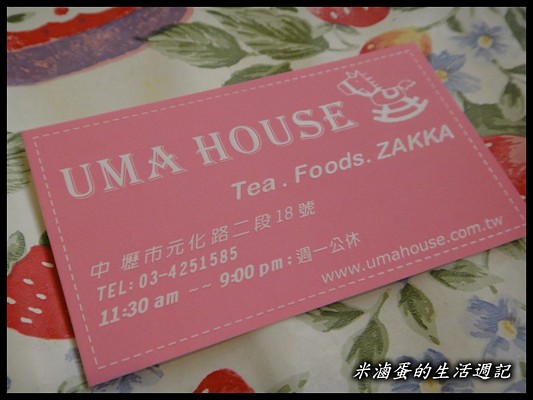 UMA HOUSE
Tea . Foods. ZAKKA
中壢市元化路二段18號
TEL: 03-4251585
11:30 am ~~ 9:00 pm ; 週一公休
www.umahouse.com.tw
米滷蛋的生活週記